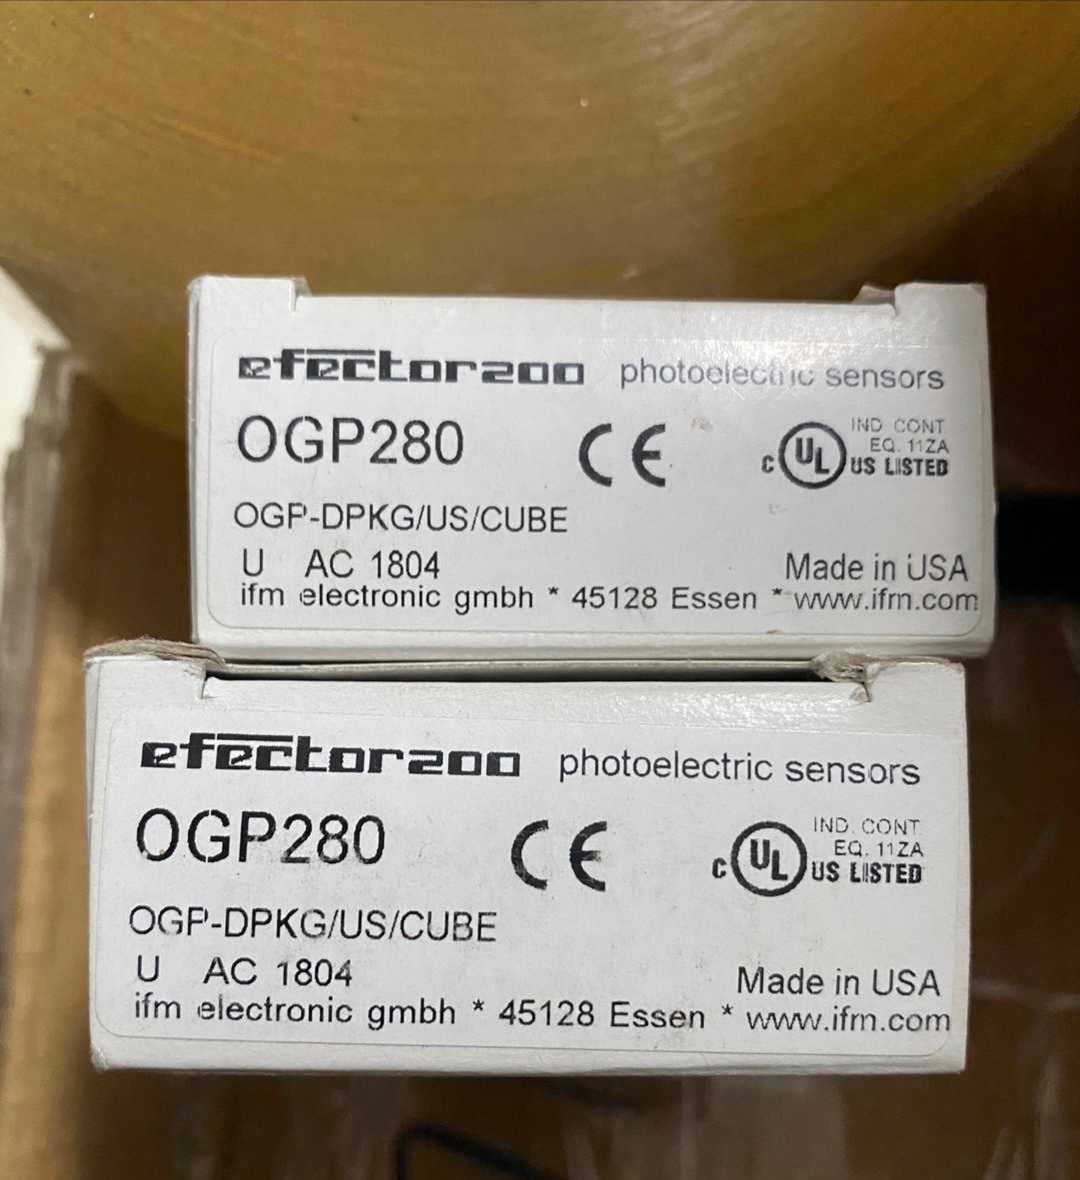 efector200 photoelectric sensors
OGP280 CE c UL US LISTED
IND. CONT.
EQ. 11ZA
OGP-DPKG/US/CUBE
U AC 1804 Made in USA
ifm electronic gmbh * 45128 Essen * www.ifm.com
efector200 photoelectric sensors
OGP280 CE c UL US LISTED
IND. CONT.
EQ. 11ZA
OGP-DPKG/US/CUBE
U AC 1804 Made in USA
ifm electronic gmbh * 45128 Essen * www.ifm.com